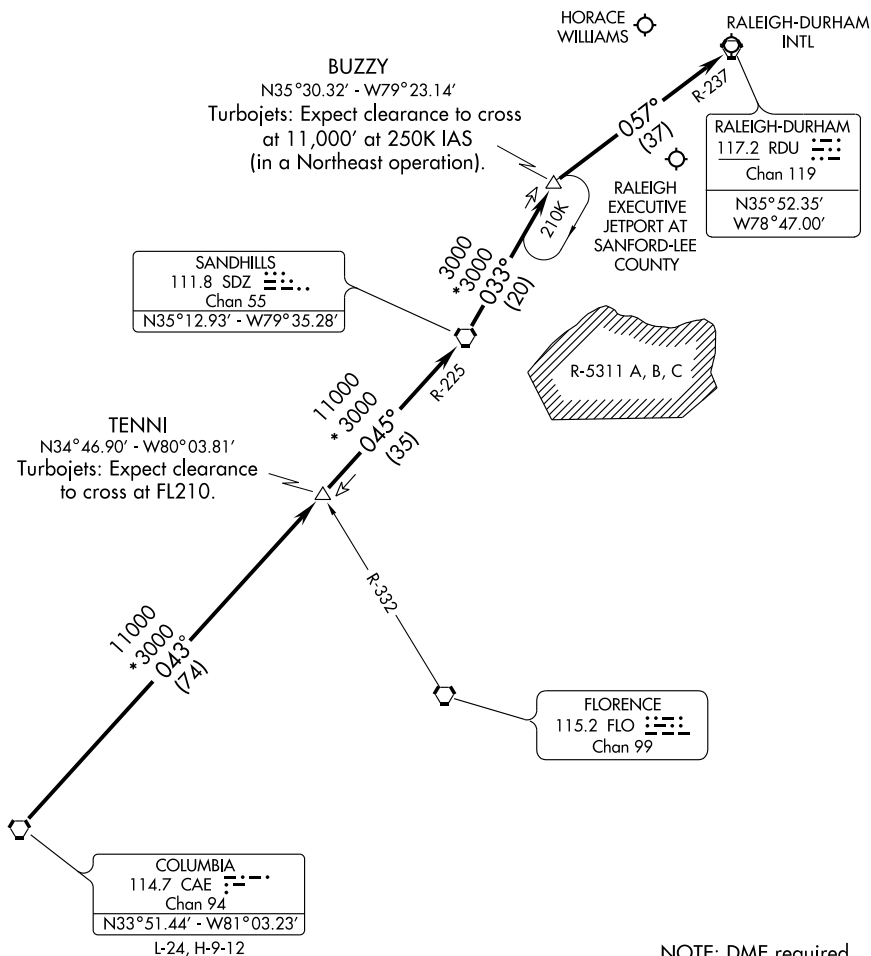 HORACE
WILLIAMS
RALEIGH-DURHAM
INTL
BUZZY
N35°30.32' - W79°23.14'
Turbojets: Expect clearance to cross
at 11,000' at 250K IAS
(in a Northeast operation).
R-237
057°
(37)
RALEIGH-DURHAM
117.2 RDU
Chan 119
N35°52.35'
W78°47.00'
RALEIGH
EXECUTIVE
JETPORT AT
SANFORD-LEE
COUNTY
210K
SANDHILLS
111.8 SDZ
Chan 55
N35°12.93' - W79°35.28'
3000
*3000
033°
(20)
R-5311 A, B, C
R-225
11000
* 3000
045°
(35)
TENNI
N34°46.90' - W80°03.81'
Turbojets: Expect clearance
to cross at FL210.
R-332
11000
*3000
043°
(74)
FLORENCE
115.2 FLO
Chan 99
COLUMBIA
114.7 CAE
Chan 94
N33°51.44' - W81°03.23'
L-24, H-9-12
NOTE: DME required